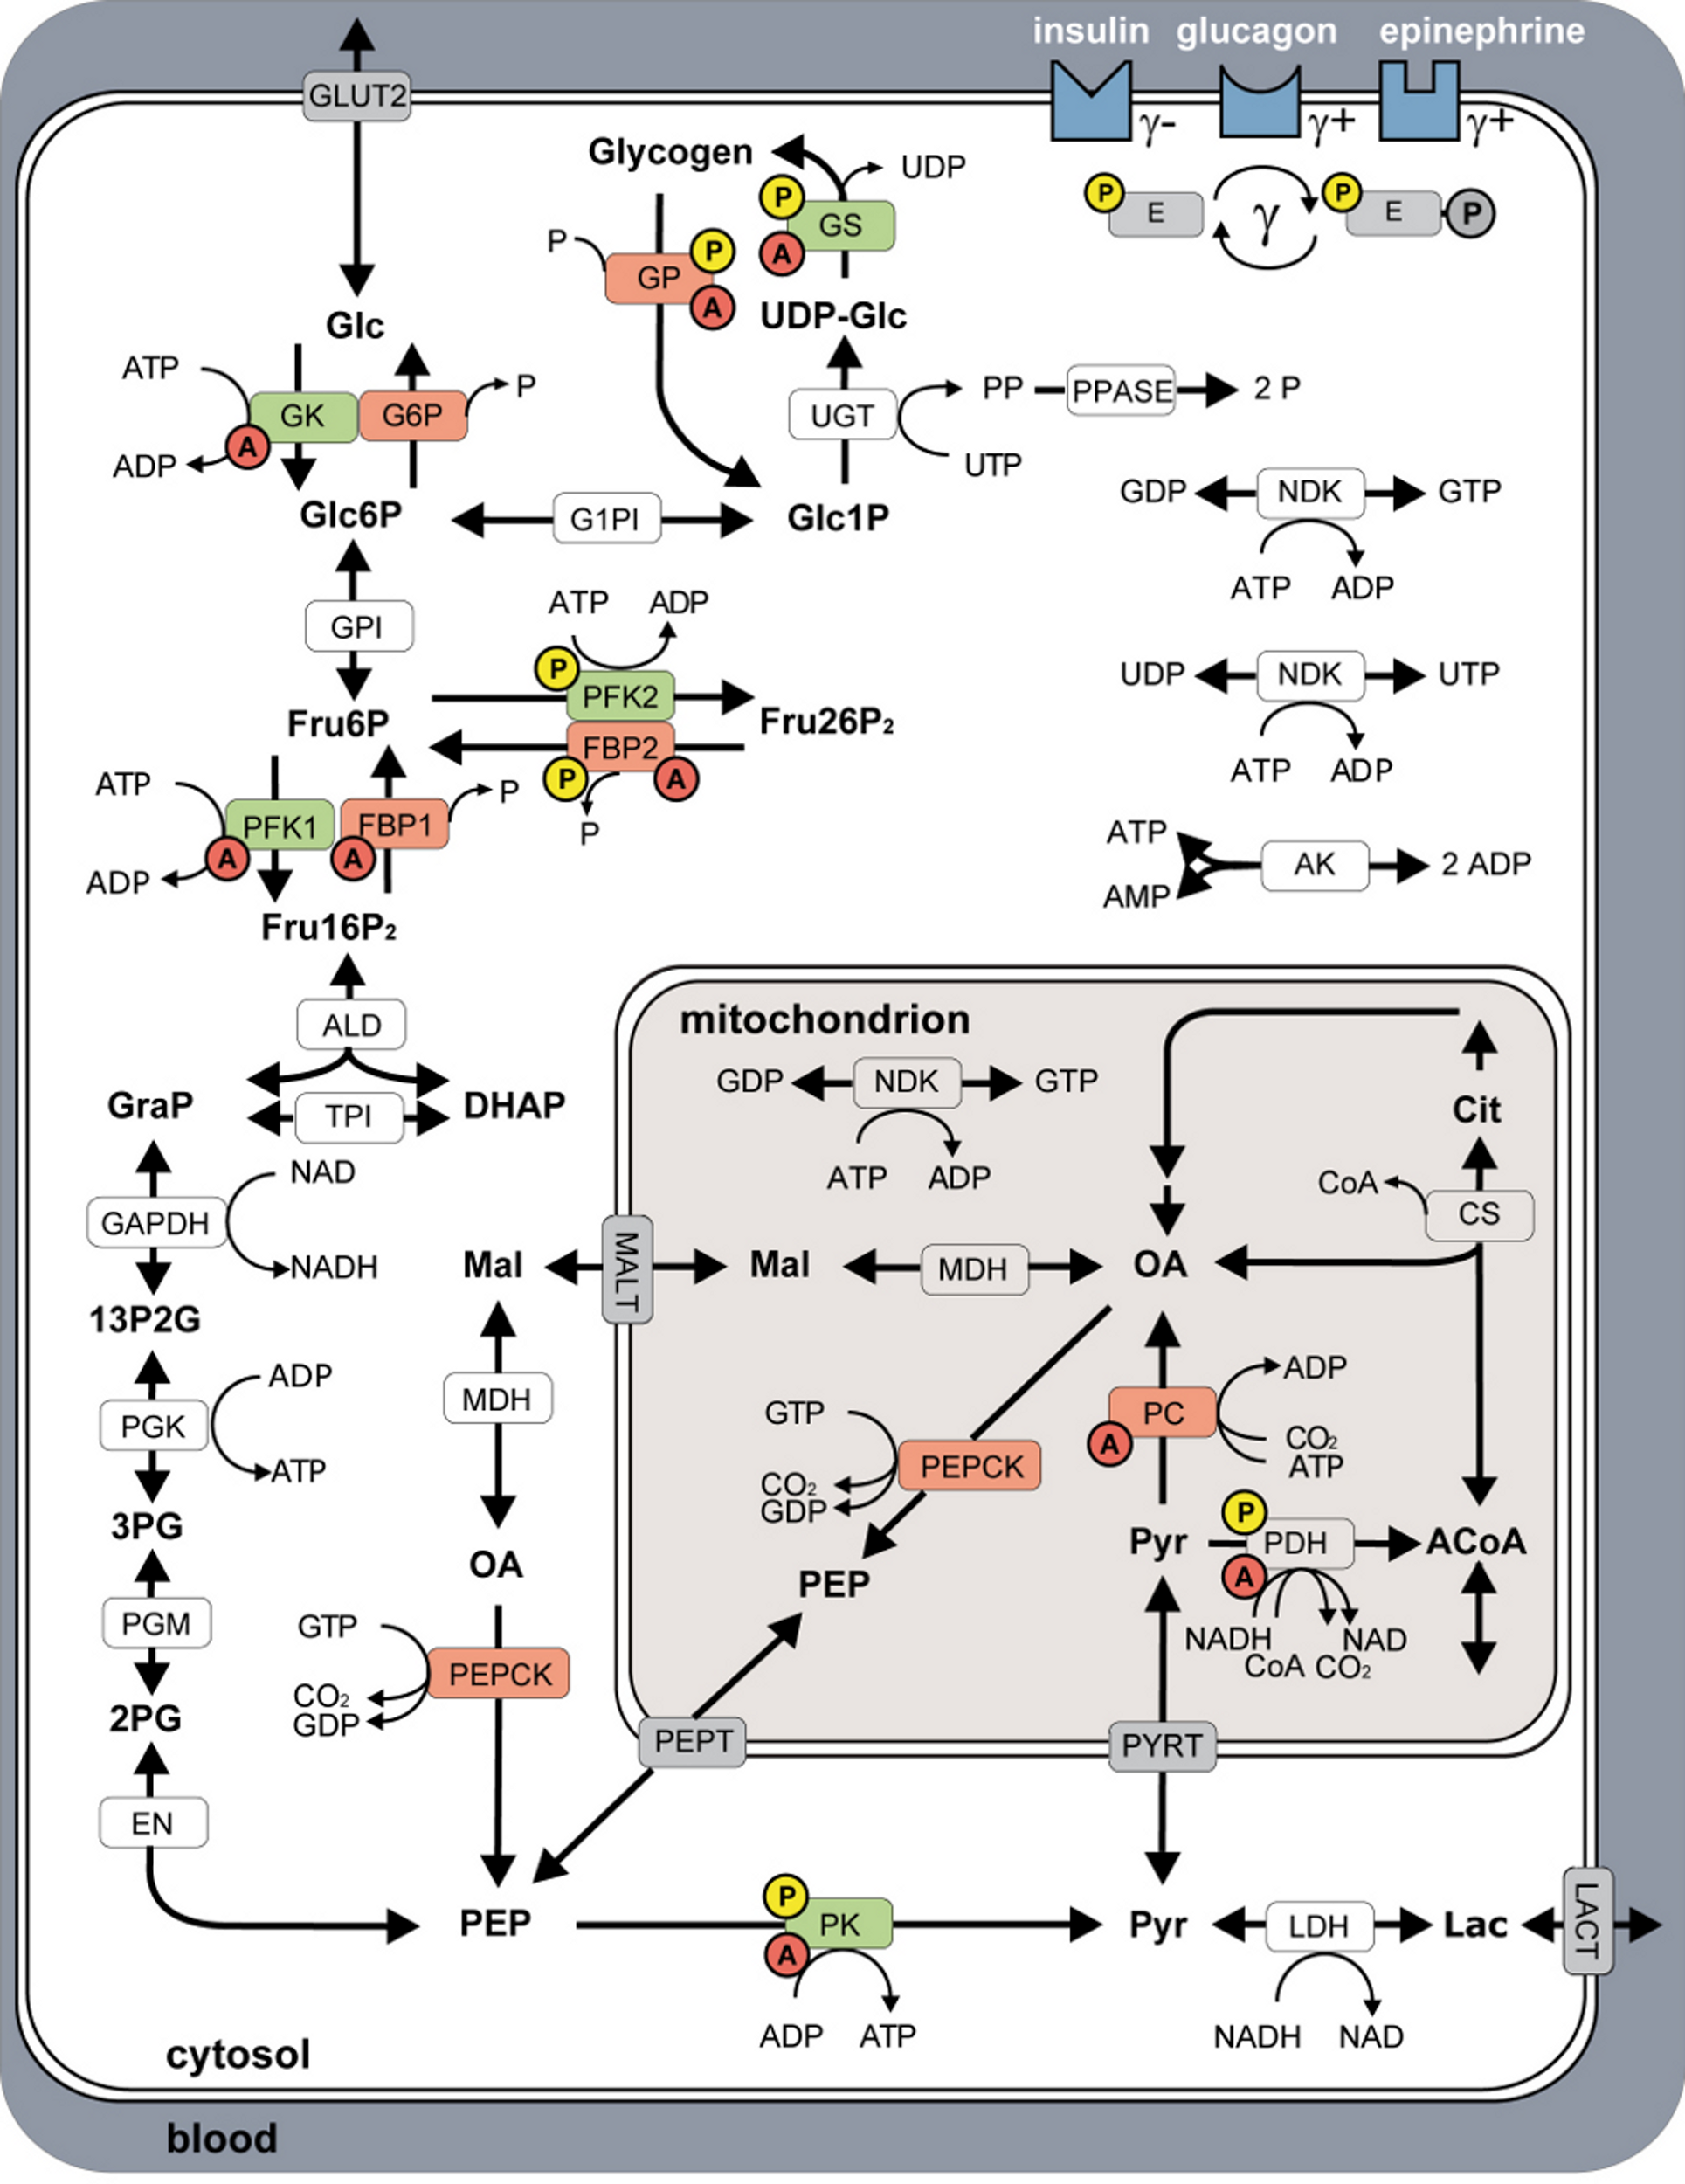 insulin glucagon epinephrine
GLUT2
γ- γ+ γ+
Glycogen
UDP
P
GS
A
P
E
γ
P
E
P
P
GP
P
A
UDP-Glc
Glc
ATP
GK
G6P
P
A
ADP
UGT
PP
PPASE
2 P
UTP
Glc6P
G1PI
Glc1P
GDP
NDK
GTP
ATP
ADP
GPI
ATP
ADP
P
PFK2
Fru6P
Fru26P2
FBP2
P
A
P
UDP
NDK
UTP
ATP
ADP
ATP
PFK1
FBP1
P
A
A
ADP
Fru16P2
ATP
AK
2 ADP
AMP
ALD
GraP
TPI
DHAP
NAD
GAPDH
NADH
13P2G
ADP
PGK
ATP
3PG
PGM
2PG
EN
Mal
MALT
MDH
OA
GTP
PEPCK
CO2
GDP
mitochondrion
GDP
NDK
GTP
ATP
ADP
Cit
CoA
CS
Mal
MDH
OA
GTP
PEPCK
CO2
GDP
PEP
ADP
PC
A
CO2
ATP
Pyr
P
PDH
A
ACoA
NADH
NAD
CoA CO2
PEPT
PYRT
PEP
P
PK
A
Pyr
LDH
Lac
LACT
ADP
ATP
NADH
NAD
cytosol
blood